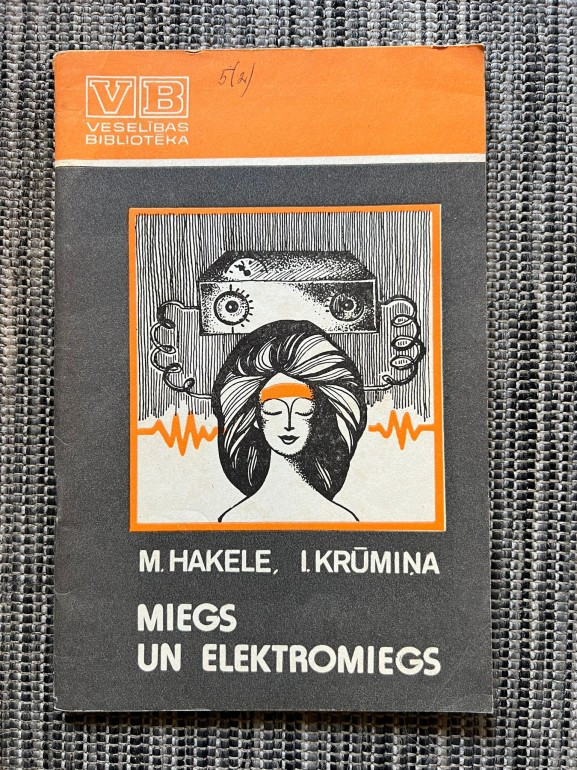 5(2)
VB
VESELĪBAS
BIBLIOTĒKA
M. HAKELE, I. KRŪMIŅA
MIEGS
UN ELEKTROMIEGS